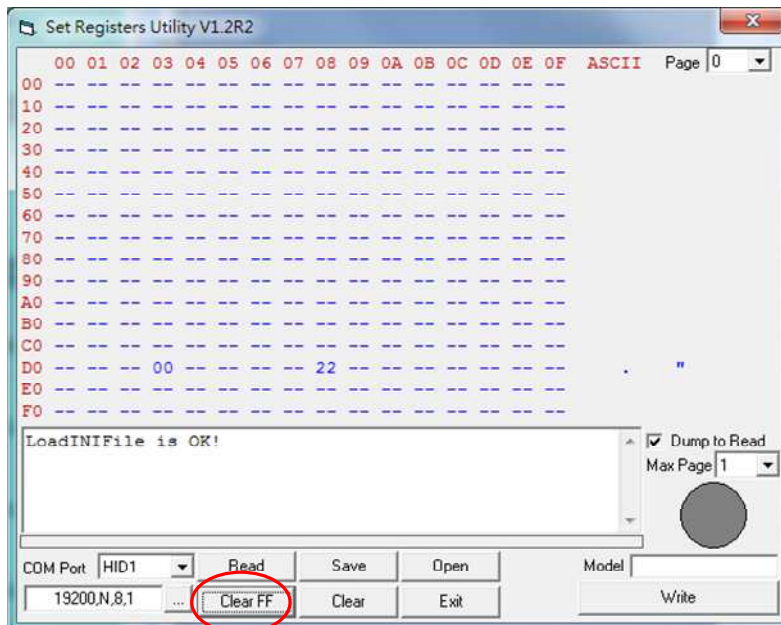 Set Registers Utility V1.2R2
00 01 02 03 04 05 06 07 08 09 0A 0B 0C 0D 0E 0F ASCII Page 0
00 -- -- -- -- -- -- -- -- -- -- -- -- -- -- -- --
10 -- -- -- -- -- -- -- -- -- -- -- -- -- -- -- --
20 -- -- -- -- -- -- -- -- -- -- -- -- -- -- -- --
30 -- -- -- -- -- -- -- -- -- -- -- -- -- -- -- --
40 -- -- -- -- -- -- -- -- -- -- -- -- -- -- -- --
50 -- -- -- -- -- -- -- -- -- -- -- -- -- -- -- --
60 -- -- -- -- -- -- -- -- -- -- -- -- -- -- -- --
70 -- -- -- -- -- -- -- -- -- -- -- -- -- -- -- --
80 -- -- -- -- -- -- -- -- -- -- -- -- -- -- -- --
90 -- -- -- -- -- -- -- -- -- -- -- -- -- -- -- --
A0 -- -- -- -- -- -- -- -- -- -- -- -- -- -- -- --
B0 -- -- -- -- -- -- -- -- -- -- -- -- -- -- -- --
C0 -- -- -- -- -- -- -- -- -- -- -- -- -- -- -- --
D0 -- -- -- 00 -- -- -- -- 22 -- -- -- -- -- -- -- . "
E0 -- -- -- -- -- -- -- -- -- -- -- -- -- -- -- --
F0 -- -- -- -- -- -- -- -- -- -- -- -- -- -- -- --
LoadINIFile is OK!
Dump to Read
Max Page 1
COM Port HID1 Read Save Open Model
19200,N,8,1 ... Clear FF Clear Exit Write